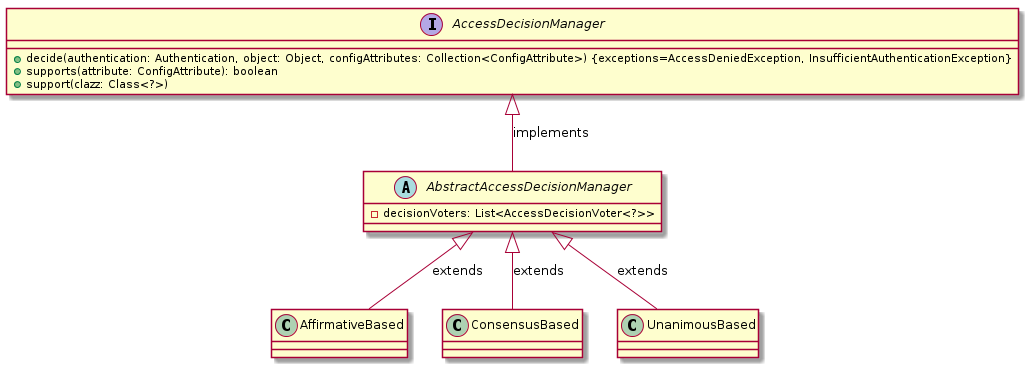 I AccessDecisionManager
decide(authentication: Authentication, object: Object, configAttributes: Collection<ConfigAttribute>) {exceptions=AccessDeniedException, InsufficientAuthenticationException}
supports(attribute: ConfigAttribute): boolean
support(clazz: Class<?>)
implements
A AbstractAccessDecisionManager
decisionVoters: List<AccessDecisionVoter<?>>
extends extends extends
C AffirmativeBased C ConsensusBased C UnanimousBased